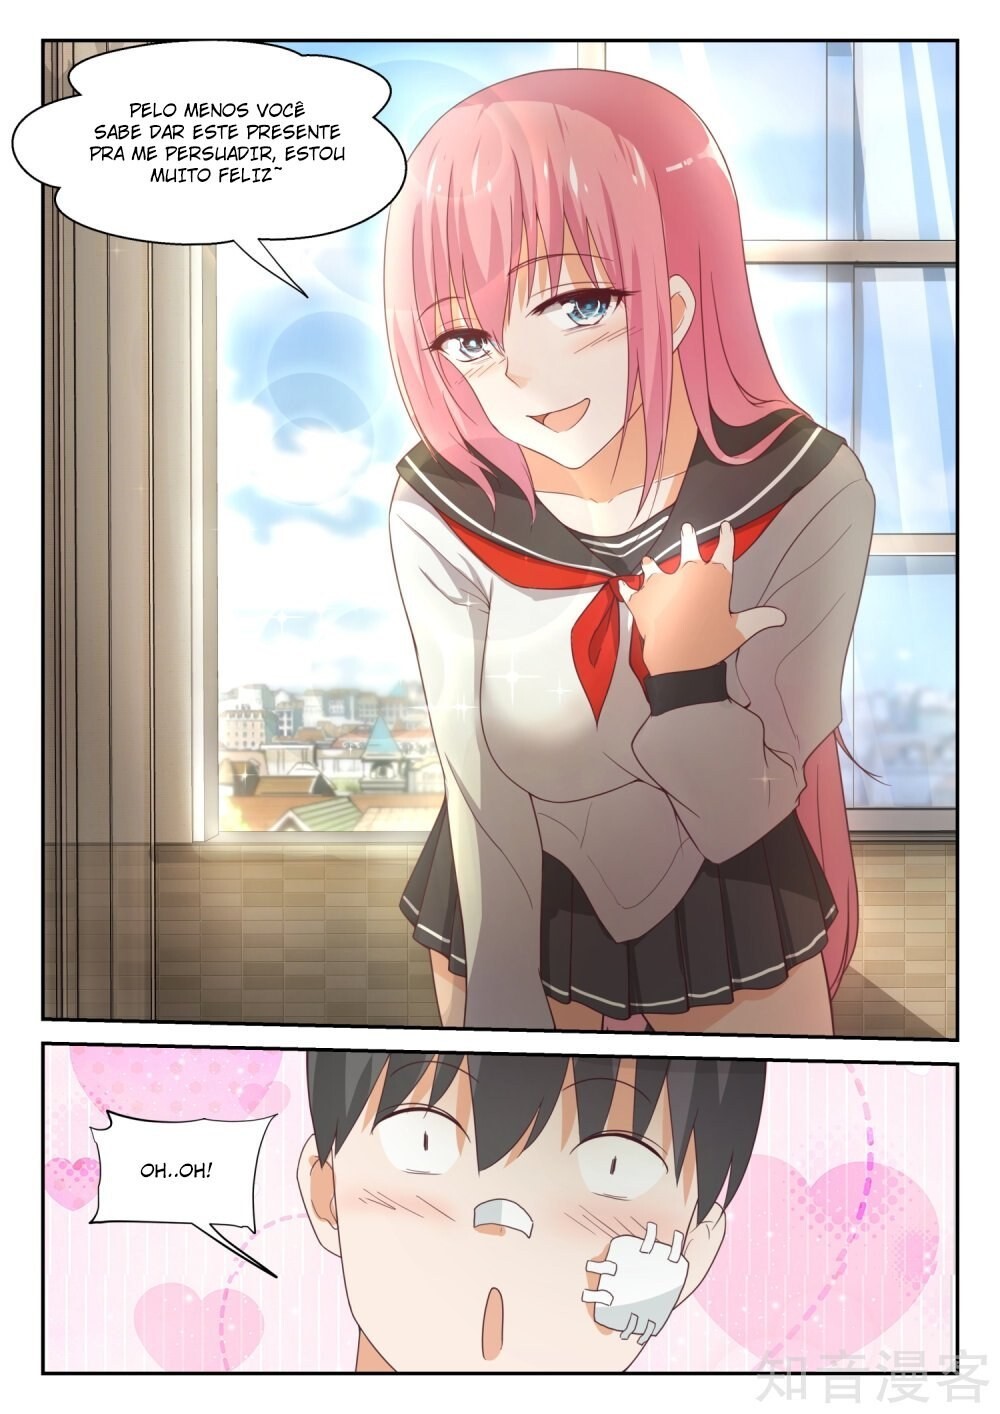 PELO MENOS VOCÊ
SABE DAR ESTE PRESENTE
PRA ME PERSUADIR, ESTOU
MUITO FELIZ~
OH..OH!
知音漫客